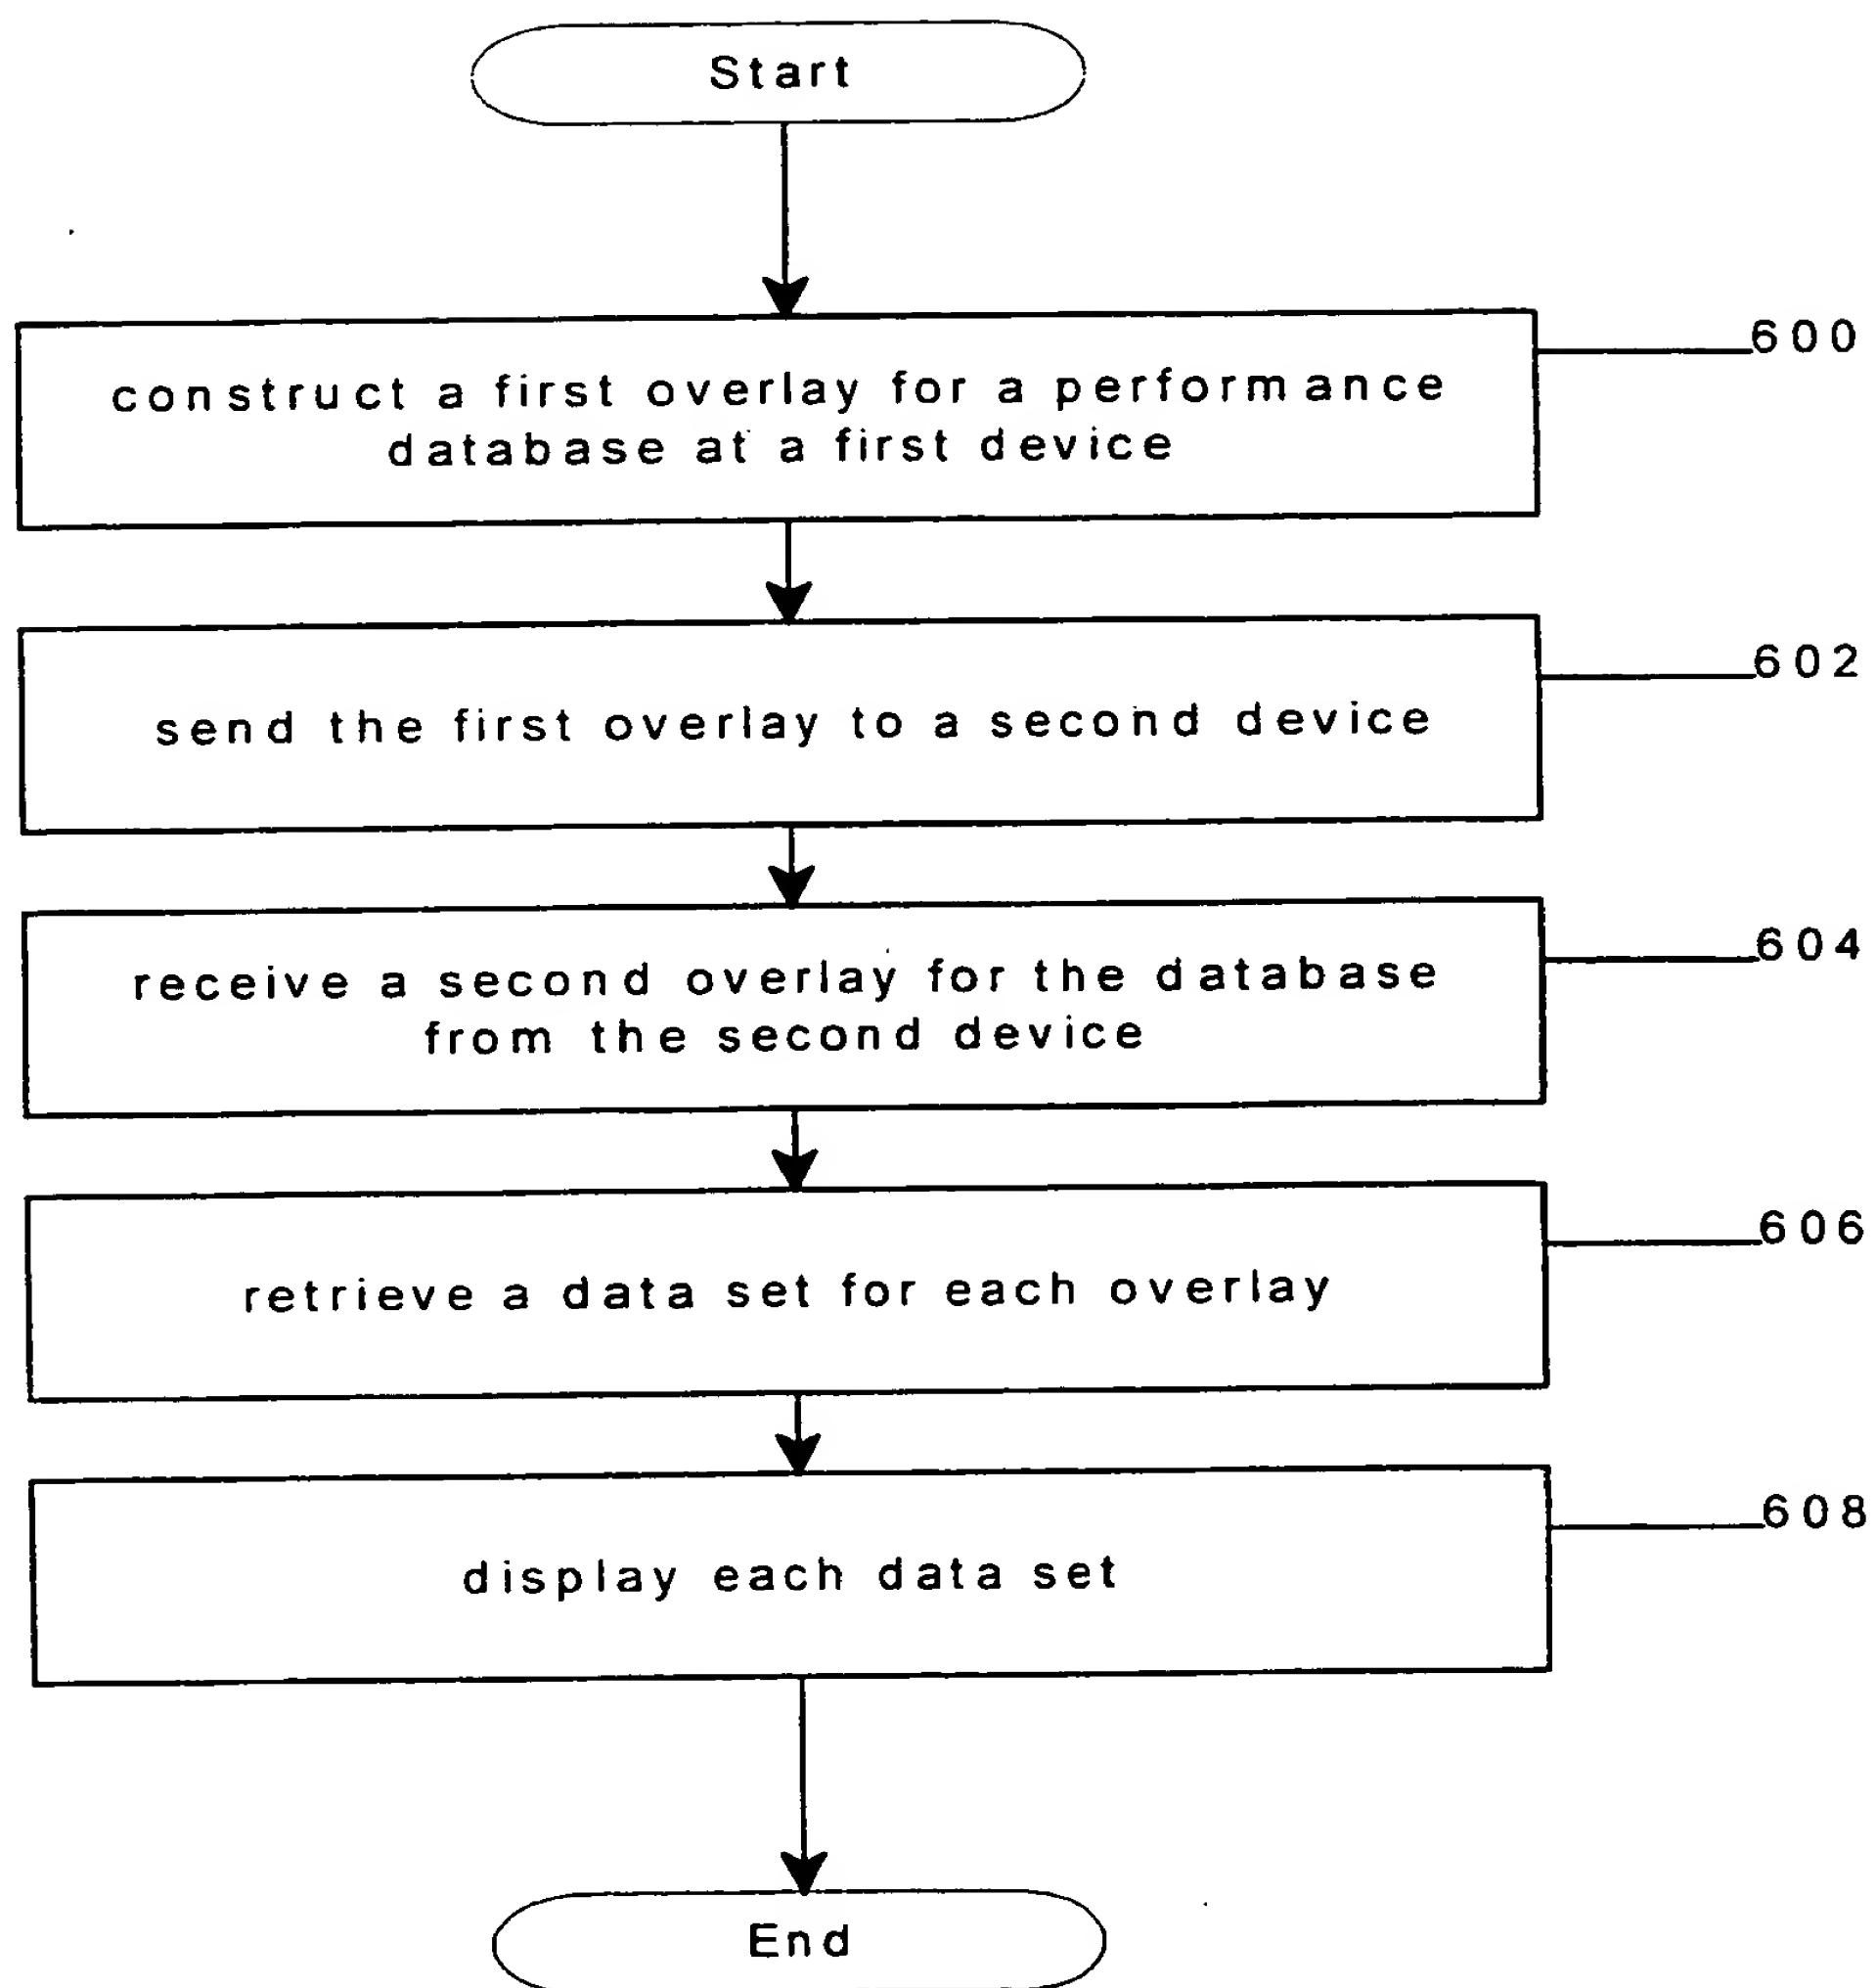 Start
600
construct a first overlay for a performance
database at a first device
602
send the first overlay to a second device
604
receive a second overlay for the database
from the second device
606
retrieve a data set for each overlay
608
display each data set
End